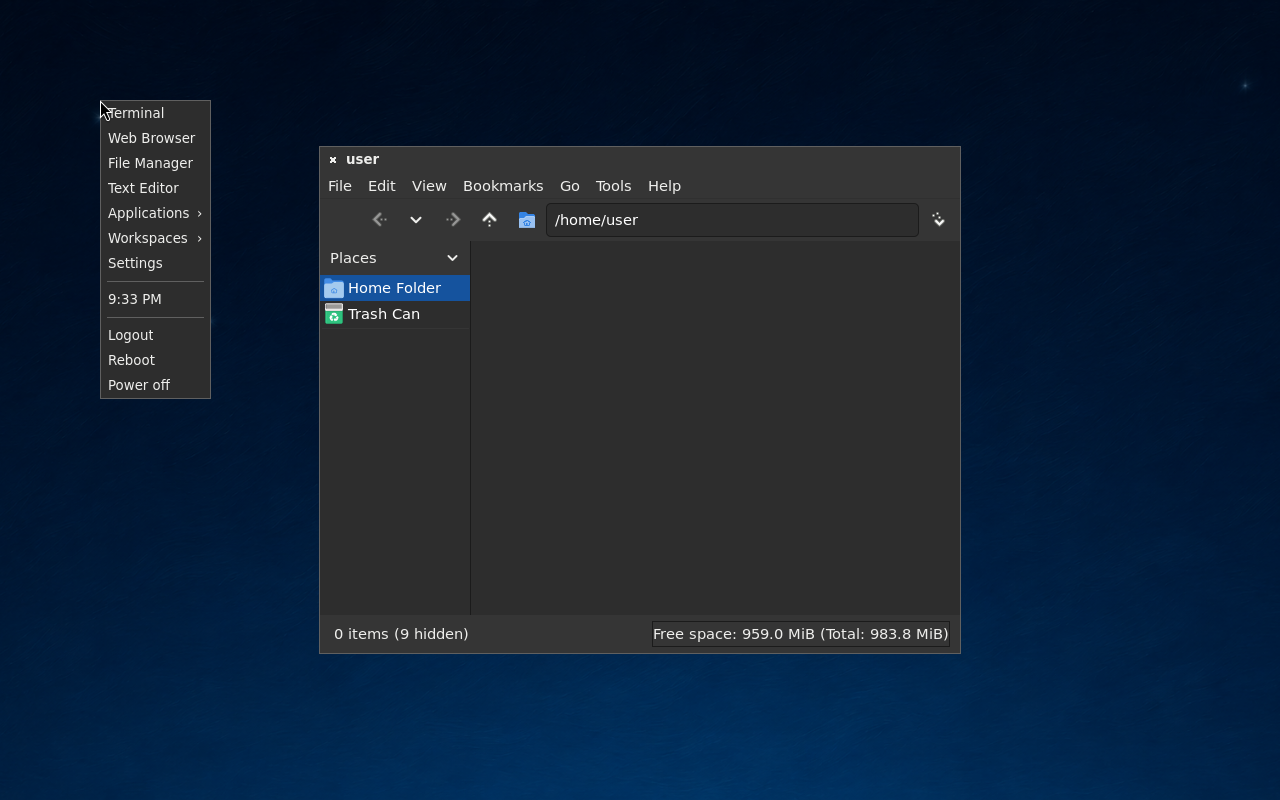 Terminal
Web Browser
File Manager
Text Editor
Applications ›
Workspaces ›
Settings
9:33 PM
Logout
Reboot
Power off
user
File Edit View Bookmarks Go Tools Help
/home/user
Places
Home Folder
Trash Can
0 items (9 hidden)
Free space: 959.0 MiB (Total: 983.8 MiB)